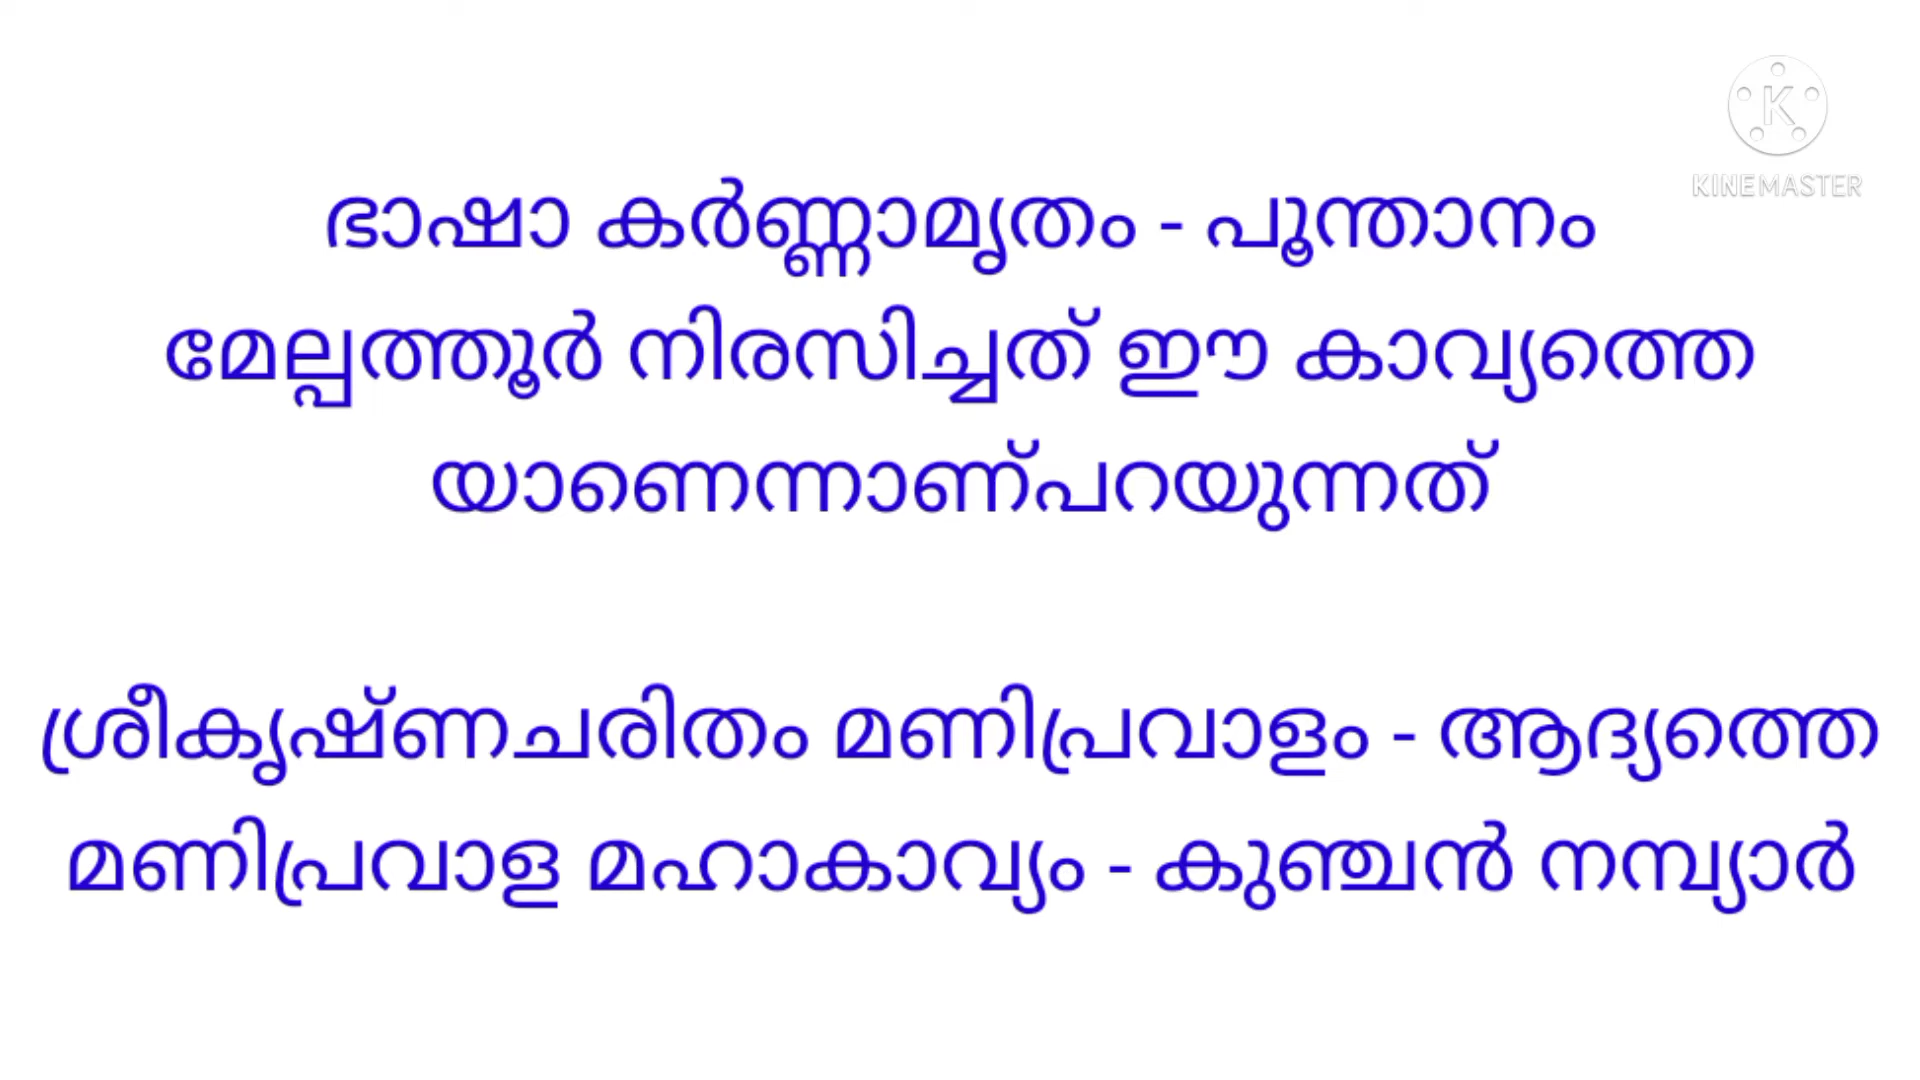 KINEMASTER
ഭാഷാ കർണ്ണാമൃതം - പൂന്താനം
മേല്പത്തൂർ നിരസിച്ചത് ഈ കാവ്യത്തെ
യാണെന്നാണ്പറയുന്നത്
ശ്രീകൃഷ്ണചരിതം മണിപ്രവാളം - ആദ്യത്തെ
മണിപ്രവാള മഹാകാവ്യം - കുഞ്ചൻ നമ്പ്യാർ